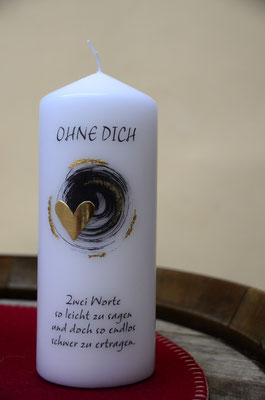 OHNE DICH
Zwei Worte
so leicht zu sagen
und doch so endlos
schwer zu ertragen.